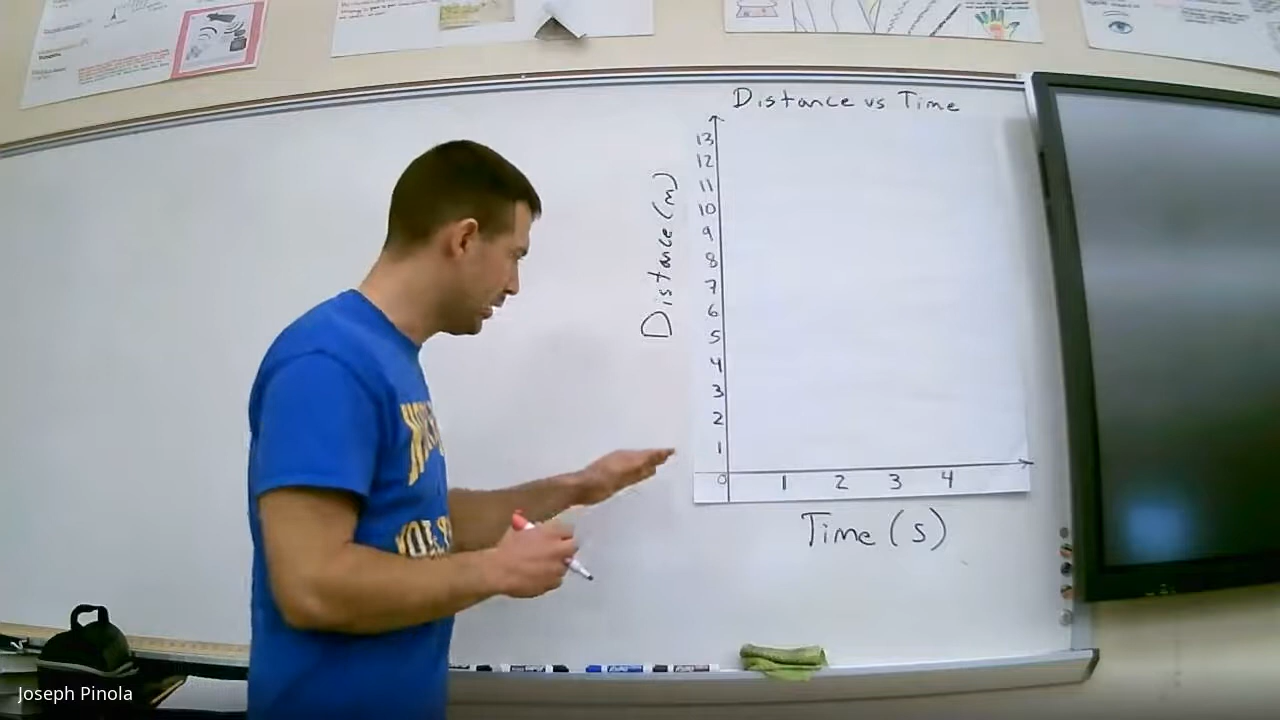 Distance vs Time
Distance (m)
13
12
11
10
9
8
7
6
5
4
3
2
1
0 1 2 3 4
Time (s)
Joseph Pinola